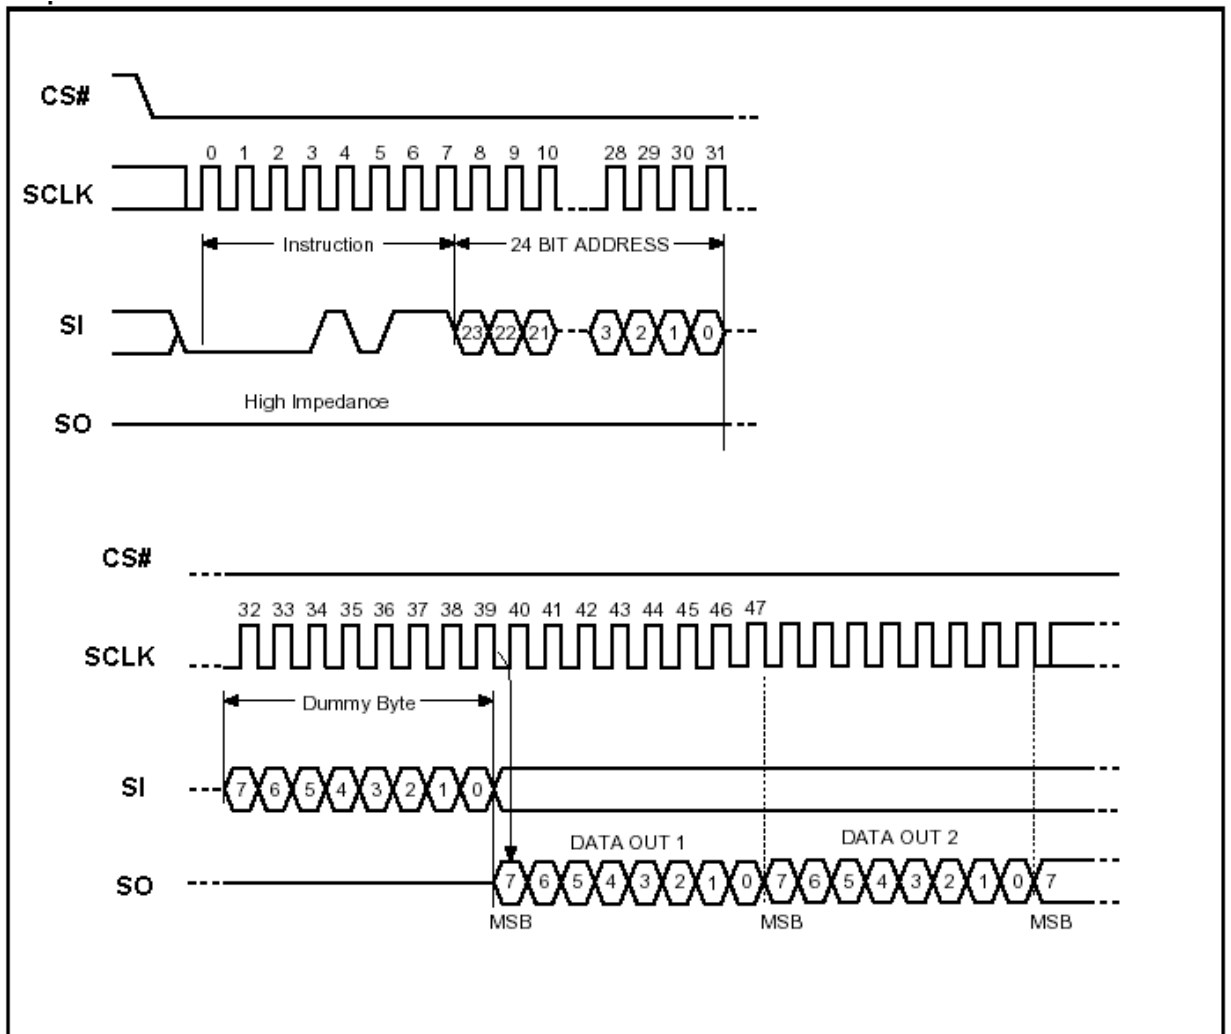 CS#
0 1 2 3 4 5 6 7 8 9 10 28 29 30 31
SCLK
Instruction 24 BIT ADDRESS
SI 23 22 21 3 2 1 0
High Impedance
SO
CS#
32 33 34 35 36 37 38 39 40 41 42 43 44 45 46 47
SCLK
Dummy Byte
SI 7 6 5 4 3 2 1 0
DATA OUT 1 DATA OUT 2
SO 7 6 5 4 3 2 1 0 7 6 5 4 3 2 1 0 7
MSB MSB MSB